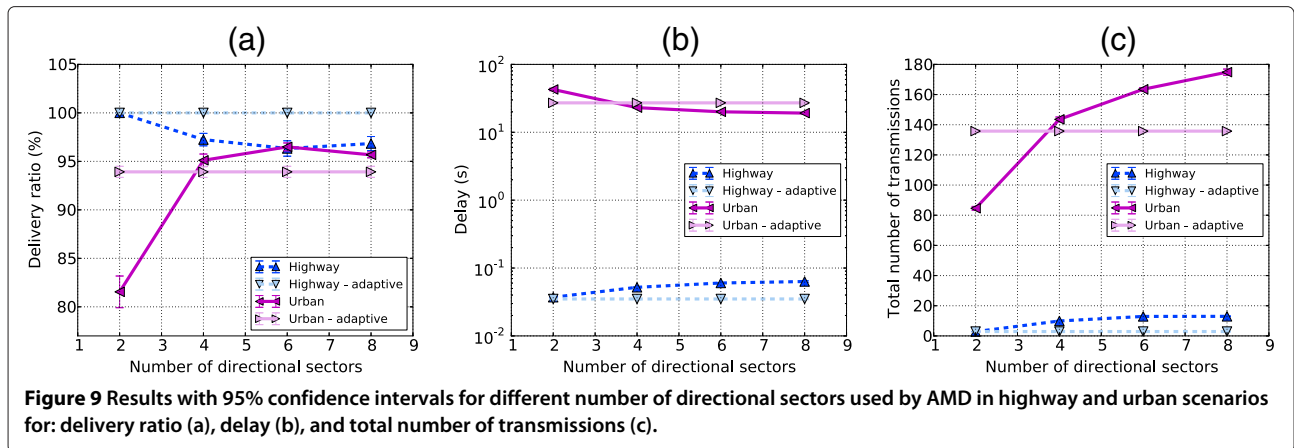 (a)
Delivery ratio (%)
105
100
95
90
85
80
1 2 3 4 5 6 7 8 9
Number of directional sectors
Highway
Highway - adaptive
Urban
Urban - adaptive
(b)
Delay (s)
10^2
10^1
10^0
10^-1
10^-2
1 2 3 4 5 6 7 8 9
Number of directional sectors
Highway
Highway - adaptive
Urban
Urban - adaptive
(c)
Total number of transmissions
180
160
140
120
100
80
60
40
20
0
1 2 3 4 5 6 7 8 9
Number of directional sectors
Highway
Highway - adaptive
Urban
Urban - adaptive
Figure 9 Results with 95% confidence intervals for different number of directional sectors used by AMD in highway and urban scenarios
for: delivery ratio (a), delay (b), and total number of transmissions (c).